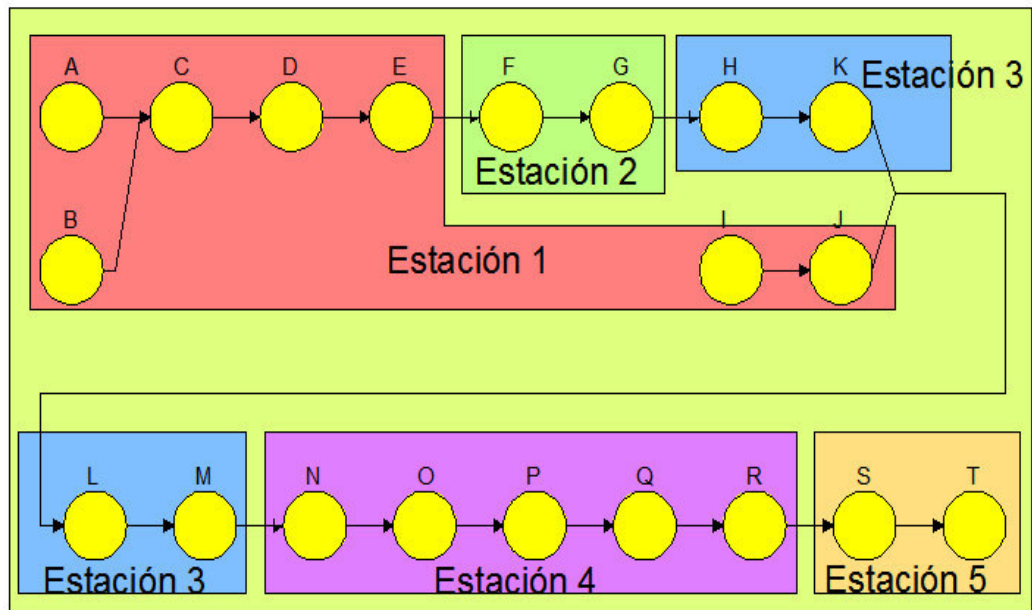 A C D E F G H K
Estación 3
Estación 2
B I J
Estación 1
L M N O P Q R S T
Estación 3 Estación 4 Estación 5